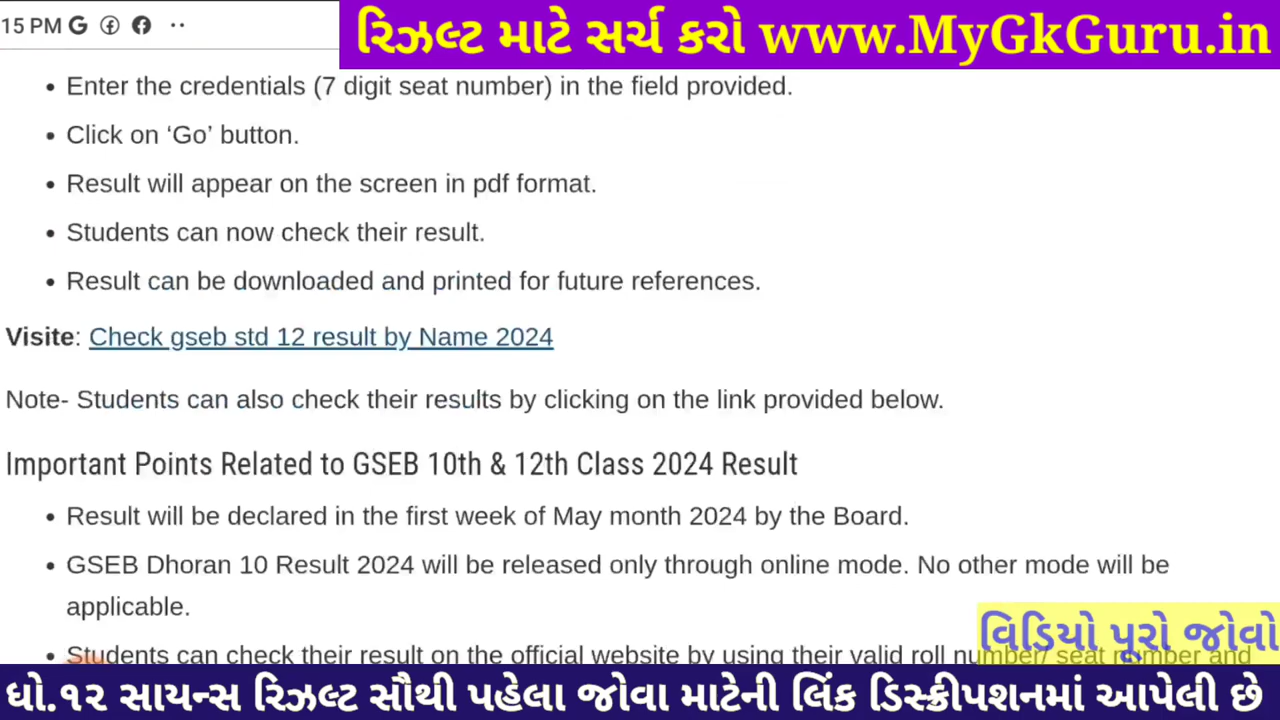 15 PM G
રિઝલ્ટ માટે સર્ચ કરો www.MyGkGuru.in
• Enter the credentials (7 digit seat number) in the field provided.
• Click on ‘Go’ button.
• Result will appear on the screen in pdf format.
• Students can now check their result.
• Result can be downloaded and printed for future references.
Visite: Check gseb std 12 result by Name 2024
Note- Students can also check their results by clicking on the link provided below.
Important Points Related to GSEB 10th & 12th Class 2024 Result
• Result will be declared in the first week of May month 2024 by the Board.
• GSEB Dhoran 10 Result 2024 will be released only through online mode. No other mode will be
applicable.
વિડિયો પૂરો જોવો
• Students can check their result on the official website by using their valid roll number/ seat number and
ધો.૧૨ સાયન્સ રિઝલ્ટ સૌથી પહેલા જોવા માટેની લિંક ડિસ્ક્રીપશનમાં આપેલી છે